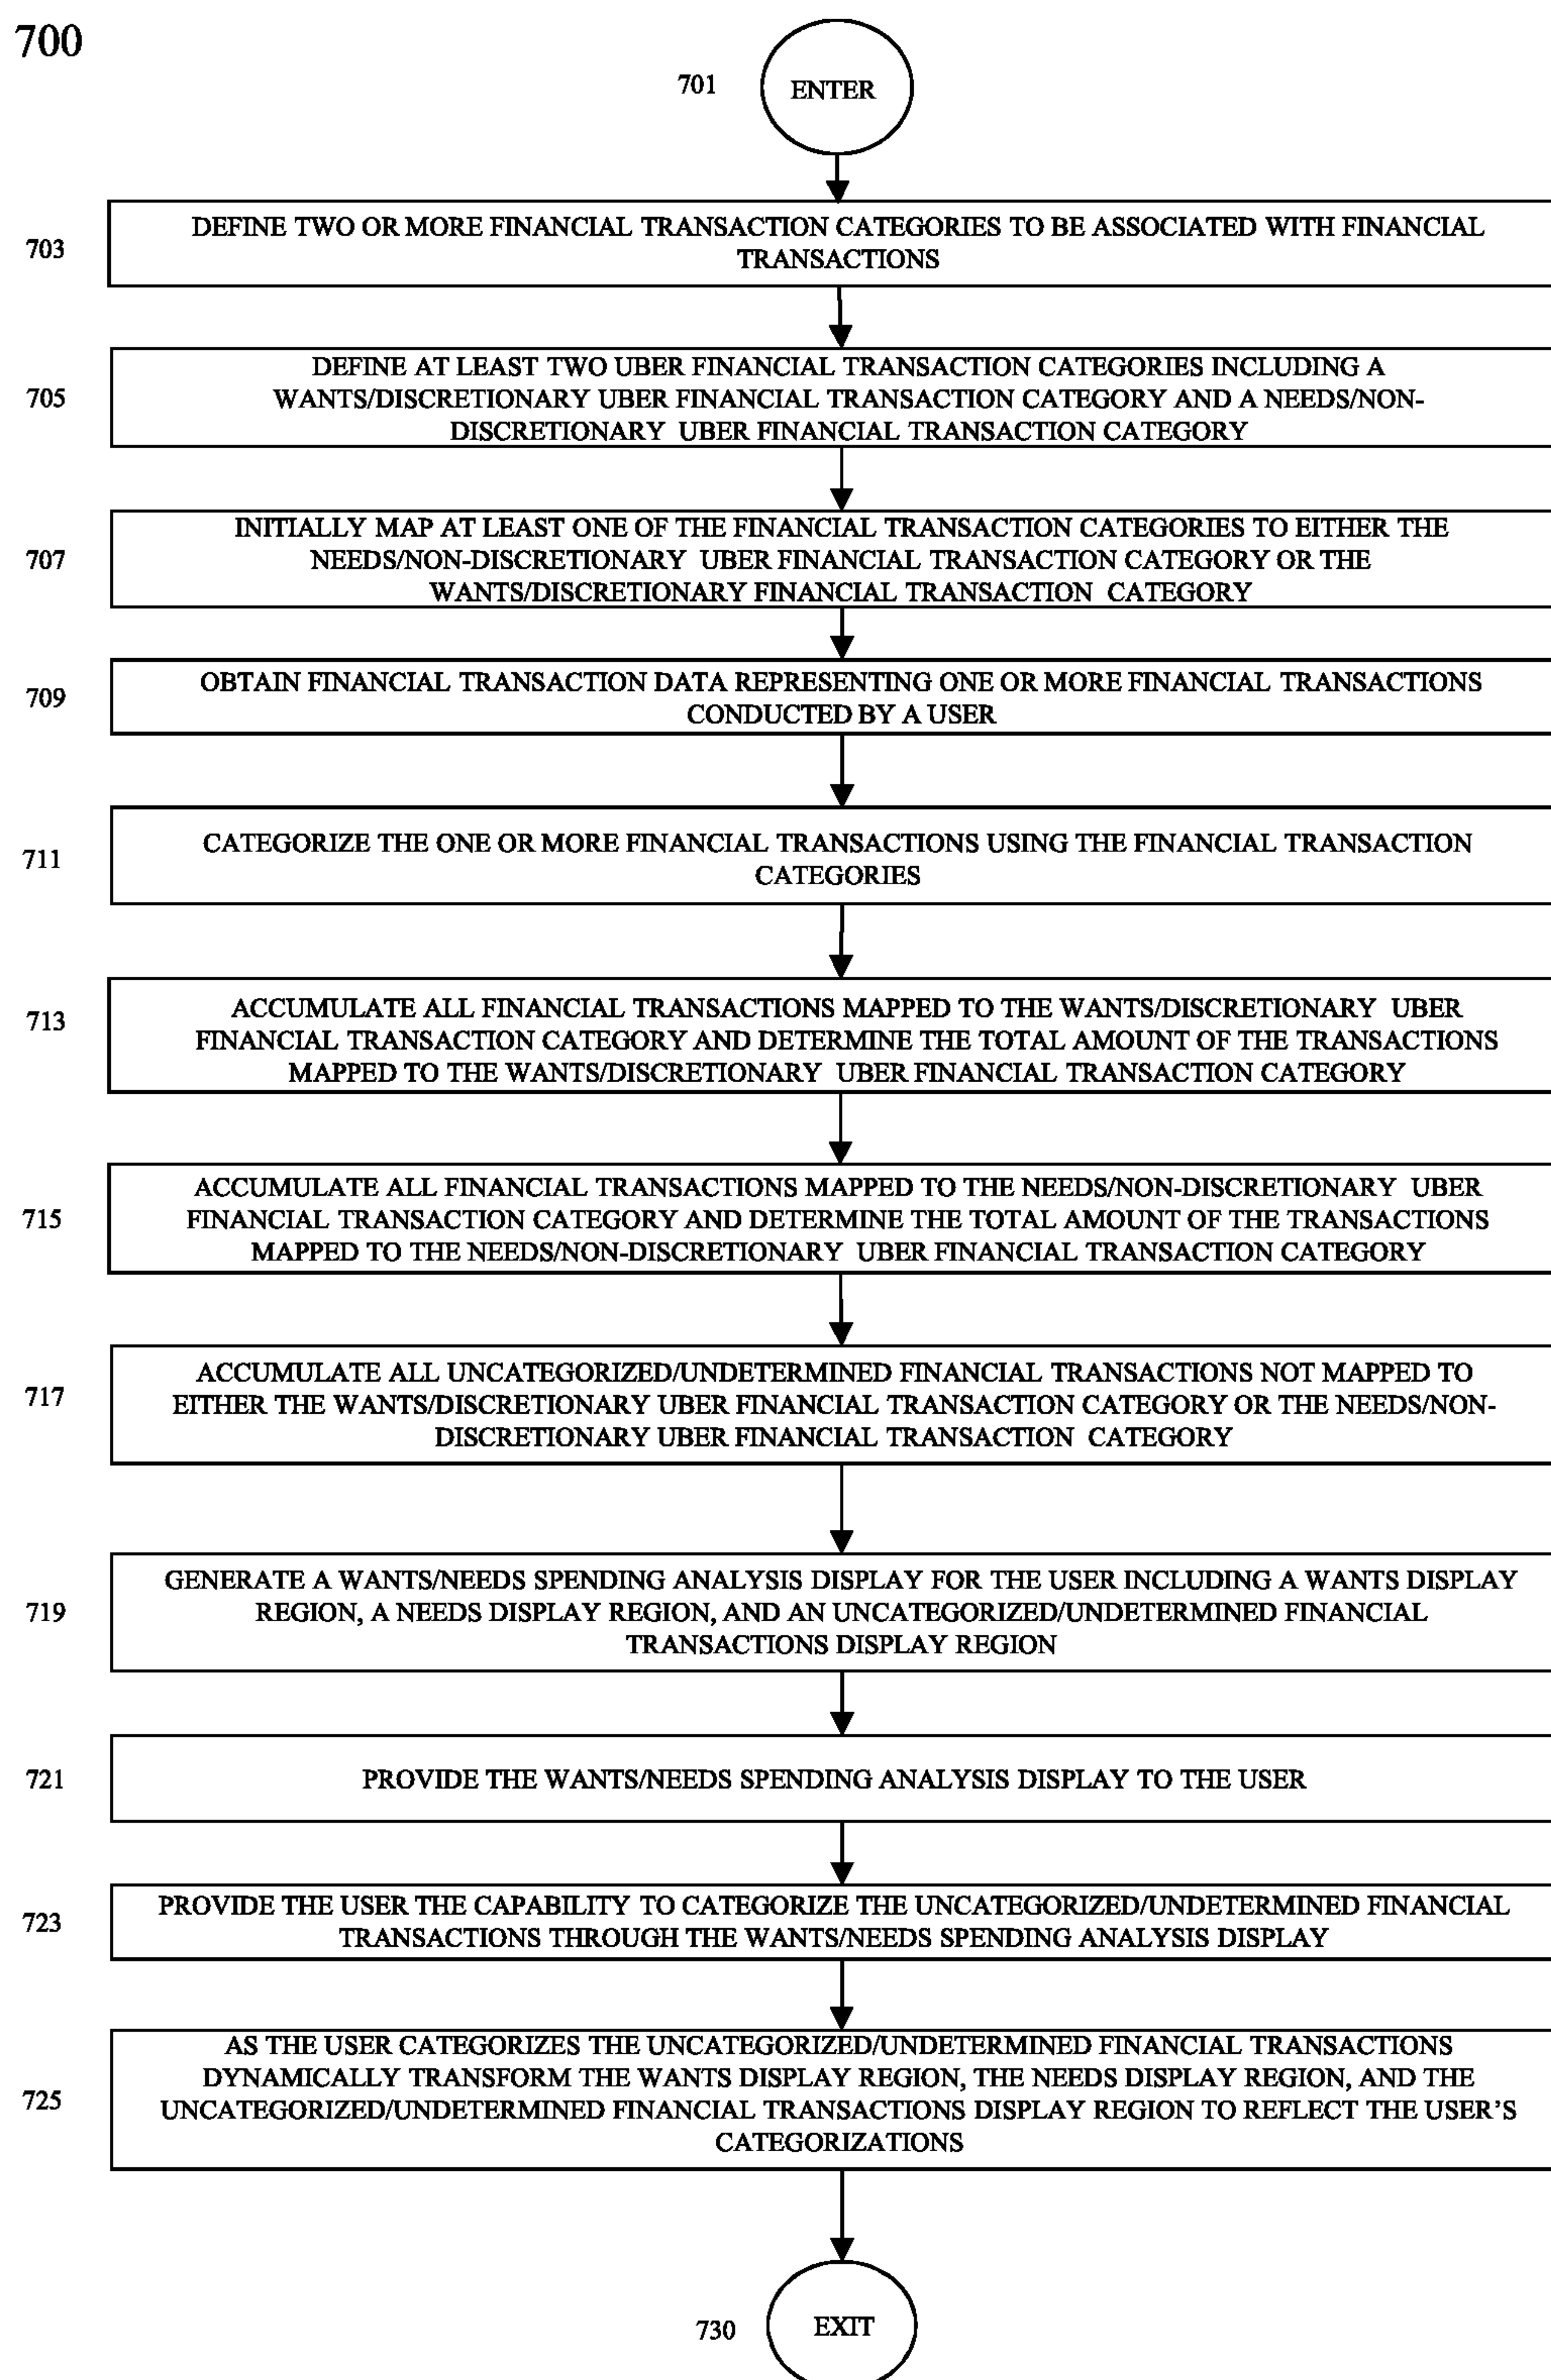 700
701
ENTER
703
DEFINE TWO OR MORE FINANCIAL TRANSACTION CATEGORIES TO BE ASSOCIATED WITH FINANCIAL
TRANSACTIONS
705
DEFINE AT LEAST TWO UBER FINANCIAL TRANSACTION CATEGORIES INCLUDING A
WANTS/DISCRETIONARY UBER FINANCIAL TRANSACTION CATEGORY AND A NEEDS/NON-
DISCRETIONARY UBER FINANCIAL TRANSACTION CATEGORY
707
INITIALLY MAP AT LEAST ONE OF THE FINANCIAL TRANSACTION CATEGORIES TO EITHER THE
NEEDS/NON-DISCRETIONARY UBER FINANCIAL TRANSACTION CATEGORY OR THE
WANTS/DISCRETIONARY FINANCIAL TRANSACTION CATEGORY
709
OBTAIN FINANCIAL TRANSACTION DATA REPRESENTING ONE OR MORE FINANCIAL TRANSACTIONS
CONDUCTED BY A USER
711
CATEGORIZE THE ONE OR MORE FINANCIAL TRANSACTIONS USING THE FINANCIAL TRANSACTION
CATEGORIES
713
ACCUMULATE ALL FINANCIAL TRANSACTIONS MAPPED TO THE WANTS/DISCRETIONARY UBER
FINANCIAL TRANSACTION CATEGORY AND DETERMINE THE TOTAL AMOUNT OF THE TRANSACTIONS
MAPPED TO THE WANTS/DISCRETIONARY UBER FINANCIAL TRANSACTION CATEGORY
715
ACCUMULATE ALL FINANCIAL TRANSACTIONS MAPPED TO THE NEEDS/NON-DISCRETIONARY UBER
FINANCIAL TRANSACTION CATEGORY AND DETERMINE THE TOTAL AMOUNT OF THE TRANSACTIONS
MAPPED TO THE NEEDS/NON-DISCRETIONARY UBER FINANCIAL TRANSACTION CATEGORY
717
ACCUMULATE ALL UNCATEGORIZED/UNDETERMINED FINANCIAL TRANSACTIONS NOT MAPPED TO
EITHER THE WANTS/DISCRETIONARY UBER FINANCIAL TRANSACTION CATEGORY OR THE NEEDS/NON-
DISCRETIONARY UBER FINANCIAL TRANSACTION CATEGORY
719
GENERATE A WANTS/NEEDS SPENDING ANALYSIS DISPLAY FOR THE USER INCLUDING A WANTS DISPLAY
REGION, A NEEDS DISPLAY REGION, AND AN UNCATEGORIZED/UNDETERMINED FINANCIAL
TRANSACTIONS DISPLAY REGION
721
PROVIDE THE WANTS/NEEDS SPENDING ANALYSIS DISPLAY TO THE USER
723
PROVIDE THE USER THE CAPABILITY TO CATEGORIZE THE UNCATEGORIZED/UNDETERMINED FINANCIAL
TRANSACTIONS THROUGH THE WANTS/NEEDS SPENDING ANALYSIS DISPLAY
725
AS THE USER CATEGORIZES THE UNCATEGORIZED/UNDETERMINED FINANCIAL TRANSACTIONS
DYNAMICALLY TRANSFORM THE WANTS DISPLAY REGION, THE NEEDS DISPLAY REGION, AND THE
UNCATEGORIZED/UNDETERMINED FINANCIAL TRANSACTIONS DISPLAY REGION TO REFLECT THE USER'S
CATEGORIZATIONS
730
EXIT